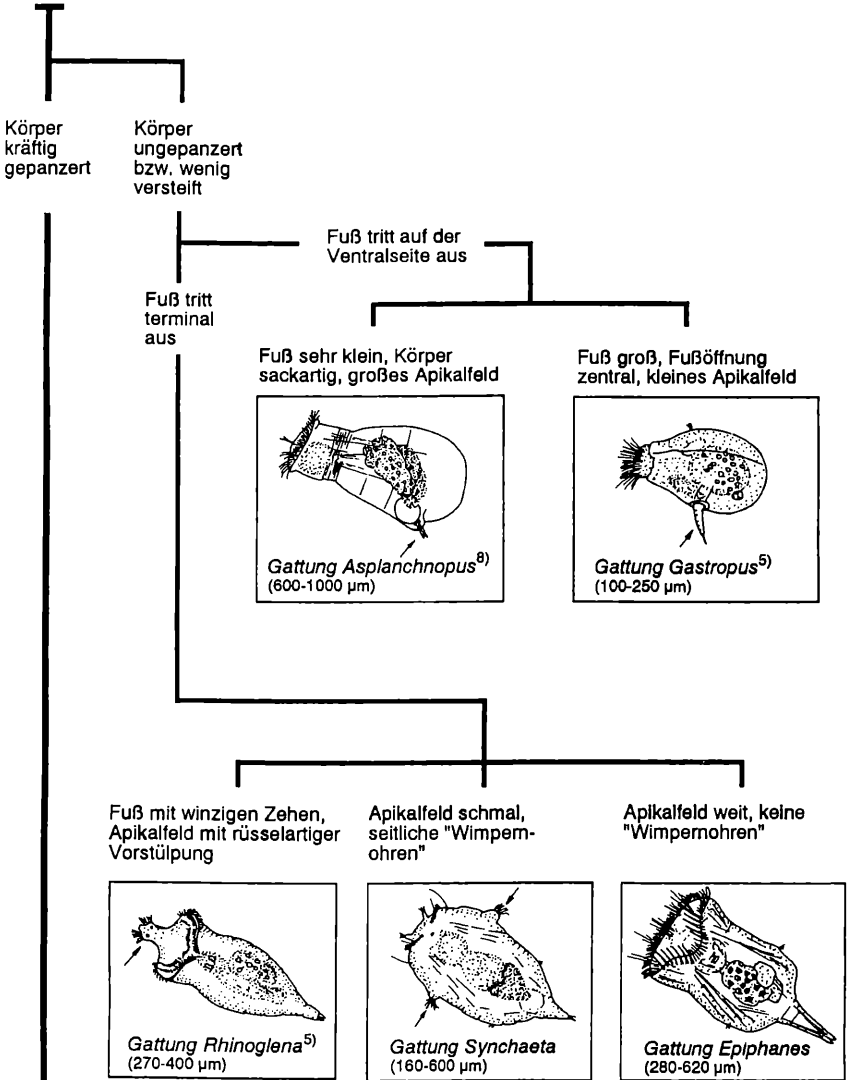 Körper
kräftig
gepanzert
Körper
ungepanzert
bzw. wenig
versteift
Fuß tritt auf der
Ventralseite aus
Fuß tritt
terminal
aus
Fuß sehr klein, Körper
sackartig, großes Apikalfeld
Fuß groß, Fußöffnung
zentral, kleines Apikalfeld
Gattung Asplanchnopus8)
(600-1000 µm)
Gattung Gastropus5)
(100-250 µm)
Fuß mit winzigen Zehen,
Apikalfeld mit rüsselartiger
Vorstülpung
Apikalfeld schmal,
seitliche "Wimpern-
ohren"
Apikalfeld weit, keine
"Wimpernohren"
Gattung Rhinoglena5)
(270-400 µm)
Gattung Synchaeta
(160-600 µm)
Gattung Epiphanes
(280-620 µm)